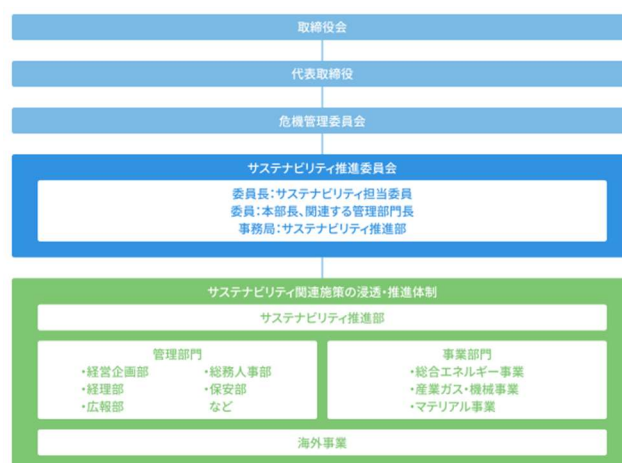 取締役会
代表取締役
危機管理委員会
サステナビリティ推進委員会
委員長：サステナビリティ担当委員
委員：本部長、関連する管理部門長
事務局：サステナビリティ推進部
サステナビリティ関連施策の浸透・推進体制
サステナビリティ推進部
管理部門
・経営企画部 ・総務人事部
・経理部 ・保安部
・広報部 など
事業部門
・総合エネルギー事業
・産業ガス・機械事業
・マテリアル事業
海外事業